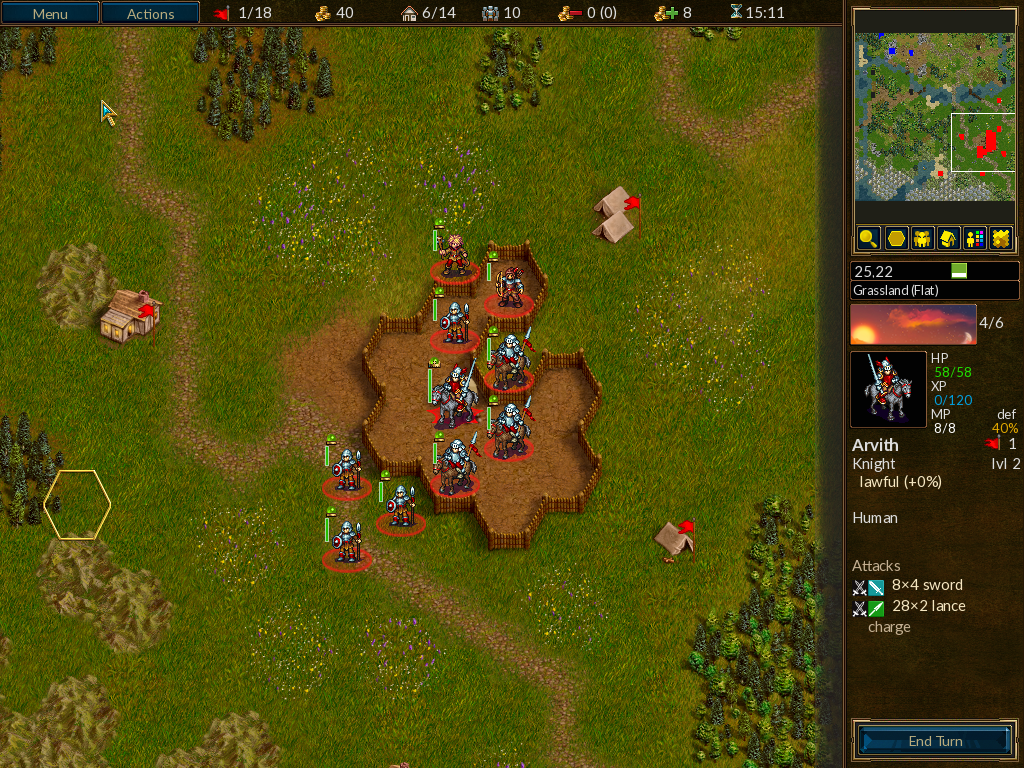 Menu Actions 1/18 40 6/14 10 0 (0) 8 15:11
25,22
Grassland (Flat)
4/6
HP
58/58
XP
0/120
MP def
8/8 40%
Arvith 1
Knight lvl 2
lawful (+0%)
Human
Attacks
8×4 sword
28×2 lance
charge
End Turn